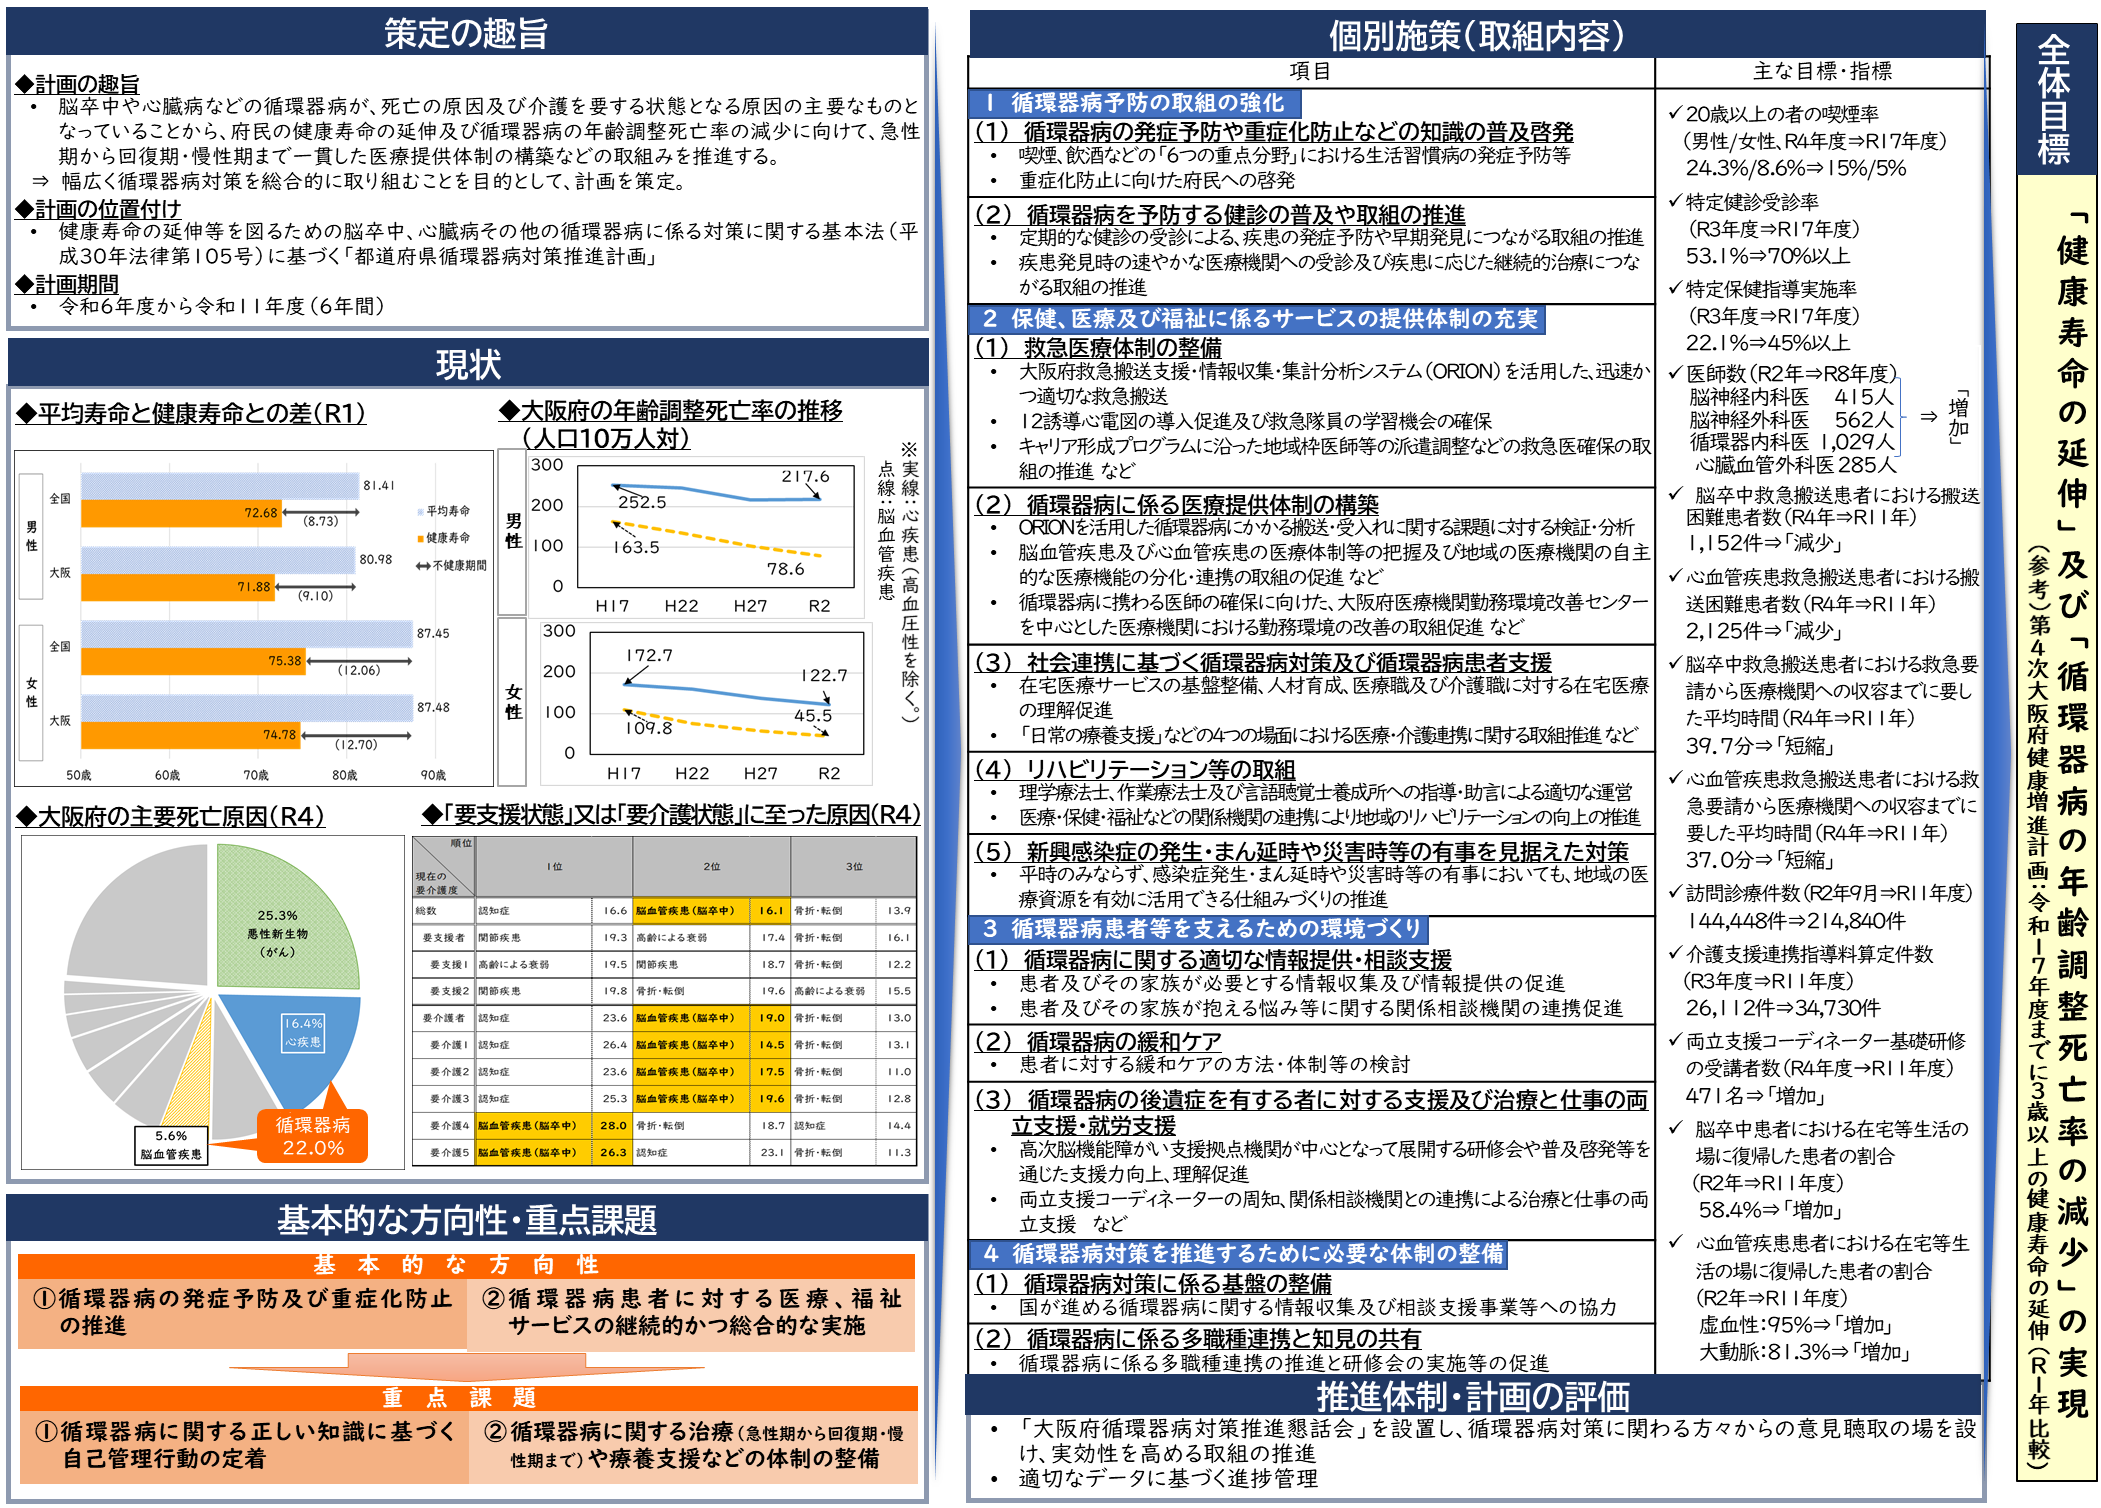 策定の趣旨
◆計画の趣旨
• 脳卒中や心臓病などの循環器病が、死亡の原因及び介護を要する状態となる原因の主要なものと
なっていることから、府民の健康寿命の延伸及び循環器病の年齢調整死亡率の減少に向けて、急性
期から回復期・慢性期まで一貫した医療提供体制の構築などの取組みを推進する。
⇒ 幅広く循環器病対策を総合的に取り組むことを目的として、計画を策定。
◆計画の位置付け
• 健康寿命の延伸等を図るための脳卒中、心臓病その他の循環器病に係る対策に関する基本法（平
成30年法律第105号）に基づく「都道府県循環器病対策推進計画」
◆計画期間
• 令和6年度から令和11年度（6年間）
現状
◆平均寿命と健康寿命との差（R1）
男性
全国
81.41
72.68
(8.73)
大阪
80.98
71.88
(9.10)
女性
全国
87.45
75.38
(12.06)
大阪
87.48
74.78
(12.70)
平均寿命
健康寿命
不健康期間
50歳 60歳 70歳 80歳 90歳
◆大阪府の年齢調整死亡率の推移
（人口10万人対）
男性
300
200
100
0
252.5
217.6
163.5
78.6
H17 H22 H27 R2
女性
300
200
100
0
172.7
122.7
109.8
45.5
H17 H22 H27 R2
※実線：心疾患（高血圧性を除く。）
点線：脳血管疾患
◆大阪府の主要死亡原因（R4）
25.3%
悪性新生物
（がん）
16.4%
心疾患
5.6%
脳血管疾患
循環器病
22.0%
◆「要支援状態」又は「要介護状態」に至った原因（R4）
順位
現在の
要介護度
1位 2位 3位
総数 認知症 16.6 脳血管疾患（脳卒中） 16.1 骨折・転倒 13.9
要支援者 関節疾患 19.3 高齢による衰弱 17.4 骨折・転倒 16.1
要支援1 高齢による衰弱 19.5 関節疾患 18.7 骨折・転倒 12.2
要支援2 関節疾患 19.8 骨折・転倒 19.6 高齢による衰弱 15.5
要介護者 認知症 23.6 脳血管疾患（脳卒中） 19.0 骨折・転倒 13.0
要介護1 認知症 26.4 脳血管疾患（脳卒中） 14.5 骨折・転倒 13.1
要介護2 認知症 23.6 脳血管疾患（脳卒中） 17.5 骨折・転倒 11.0
要介護3 認知症 25.3 脳血管疾患（脳卒中） 19.6 骨折・転倒 12.8
要介護4 脳血管疾患（脳卒中） 28.0 骨折・転倒 18.7 認知症 14.4
要介護5 脳血管疾患（脳卒中） 26.3 認知症 23.1 骨折・転倒 11.3
基本的な方向性・重点課題
基本的な方向性
①循環器病の発症予防及び重症化防止
の推進
②循環器病患者に対する医療、福祉
サービスの継続的かつ総合的な実施
重点課題
①循環器病に関する正しい知識に基づく
自己管理行動の定着
②循環器病に関する治療（急性期から回復期・慢
性期まで）や療養支援などの体制の整備
個別施策（取組内容）
項目
1 循環器病予防の取組の強化
（1）循環器病の発症予防や重症化防止などの知識の普及啓発
• 喫煙、飲酒などの「6つの重点分野」における生活習慣病の発症予防等
• 重症化防止に向けた府民への啓発
（2）循環器病を予防する健診の普及や取組の推進
• 定期的な健診の受診による、疾患の発症予防や早期発見につながる取組の推進
• 疾患発見時の速やかな医療機関への受診及び疾患に応じた継続的治療につな
がる取組の推進
2 保健、医療及び福祉に係るサービスの提供体制の充実
（1）救急医療体制の整備
• 大阪府救急搬送支援・情報収集・集計分析システム（ORION）を活用した、迅速か
つ適切な救急搬送
• 12誘導心電図の導入促進及び救急隊員の学習機会の確保
• キャリア形成プログラムに沿った地域枠医師等の派遣調整などの救急医確保の取
組の推進 など
（2）循環器病に係る医療提供体制の構築
• ORIONを活用した循環器病にかかる搬送・受入れに関する課題に対する検証・分析
• 脳血管疾患及び心血管疾患の医療体制等の把握及び地域の医療機関の自主
的な医療機能の分化・連携の取組の促進 など
• 循環器病に携わる医師の確保に向けた、大阪府医療機関勤務環境改善センター
を中心とした医療機関における勤務環境の改善の取組促進 など
（3）社会連携に基づく循環器病対策及び循環器病患者支援
• 在宅医療サービスの基盤整備、人材育成、医療職及び介護職に対する在宅医療
の理解促進
• 「日常の療養支援」などの4つの場面における医療・介護連携に関する取組推進 など
（4）リハビリテーション等の取組
• 理学療法士、作業療法士及び言語聴覚士養成所への指導・助言による適切な運営
• 医療・保健・福祉などの関係機関の連携により地域のリハビリテーションの向上の推進
（5）新興感染症の発生・まん延時や災害時等の有事を見据えた対策
• 平時のみならず、感染症発生・まん延時や災害時等の有事においても、地域の医
療資源を有効に活用できる仕組みづくりの推進
3 循環器病患者等を支えるための環境づくり
（1）循環器病に関する適切な情報提供・相談支援
• 患者及びその家族が必要とする情報収集及び情報提供の促進
• 患者及びその家族が抱える悩み等に関する関係相談機関の連携促進
（2）循環器病の緩和ケア
• 患者に対する緩和ケアの方法・体制等の検討
（3）循環器病の後遺症を有する者に対する支援及び治療と仕事の両
立支援・就労支援
• 高次脳機能障がい支援拠点機関が中心となって展開する研修会や普及啓発等を
通じた支援力向上、理解促進
• 両立支援コーディネーターの周知、関係相談機関との連携による治療と仕事の両
立支援 など
4 循環器病対策を推進するために必要な体制の整備
（1）循環器病対策に係る基盤の整備
• 国が進める循環器病に関する情報収集及び相談支援事業等への協力
（2）循環器病に係る多職種連携と知見の共有
• 循環器病に係る多職種連携の推進と研修会の実施等の促進
主な目標・指標
✓20歳以上の者の喫煙率
（男性/女性、R4年度⇒R17年度）
24.3%/8.6%⇒15%/5%
✓特定健診受診率
（R3年度⇒R17年度）
53.1%⇒70%以上
✓特定保健指導実施率
（R3年度⇒R17年度）
22.1%⇒45%以上
✓医師数（R2年⇒R8年度）
脳神経内科医 415人
脳神経外科医 562人
循環器内科医 1,029人
心臓血管外科医 285人
⇒「増加」
✓ 脳卒中救急搬送患者における搬送
困難患者数（R4年⇒R11年）
1,152件⇒「減少」
✓心血管疾患救急搬送患者における搬
送困難患者数（R4年⇒R11年）
2,125件⇒「減少」
✓脳卒中救急搬送患者における救急要
請から医療機関への収容までに要し
た平均時間（R4年⇒R11年）
39.7分⇒「短縮」
✓心血管疾患救急搬送患者における救
急要請から医療機関への収容までに
要した平均時間（R4年⇒R11年）
37.0分⇒「短縮」
✓訪問診療件数（R2年9月⇒R11年度）
144,448件⇒214,840件
✓介護支援連携指導料算定件数
（R3年度⇒R11年度）
26,112件⇒34,730件
✓両立支援コーディネーター基礎研修
の受講者数（R4年度→R11年度）
471名⇒「増加」
✓ 脳卒中患者における在宅等生活の
場に復帰した患者の割合
（R2年⇒R11年度）
58.4%⇒「増加」
✓ 心血管疾患患者における在宅等生
活の場に復帰した患者の割合
（R2年⇒R11年度）
虚血性：95%⇒「増加」
大動脈：81.3%⇒「増加」
推進体制・計画の評価
• 「大阪府循環器病対策推進懇話会」を設置し、循環器病対策に関わる方々からの意見聴取の場を設
け、実効性を高める取組の推進
• 適切なデータに基づく進捗管理
全体目標
「健康寿命の延伸」及び「循環器病の年齢調整死亡率の減少」の実現
（参考）第4次大阪府健康増進計画：令和17年度までに3歳以上の健康寿命の延伸（R1年比較）